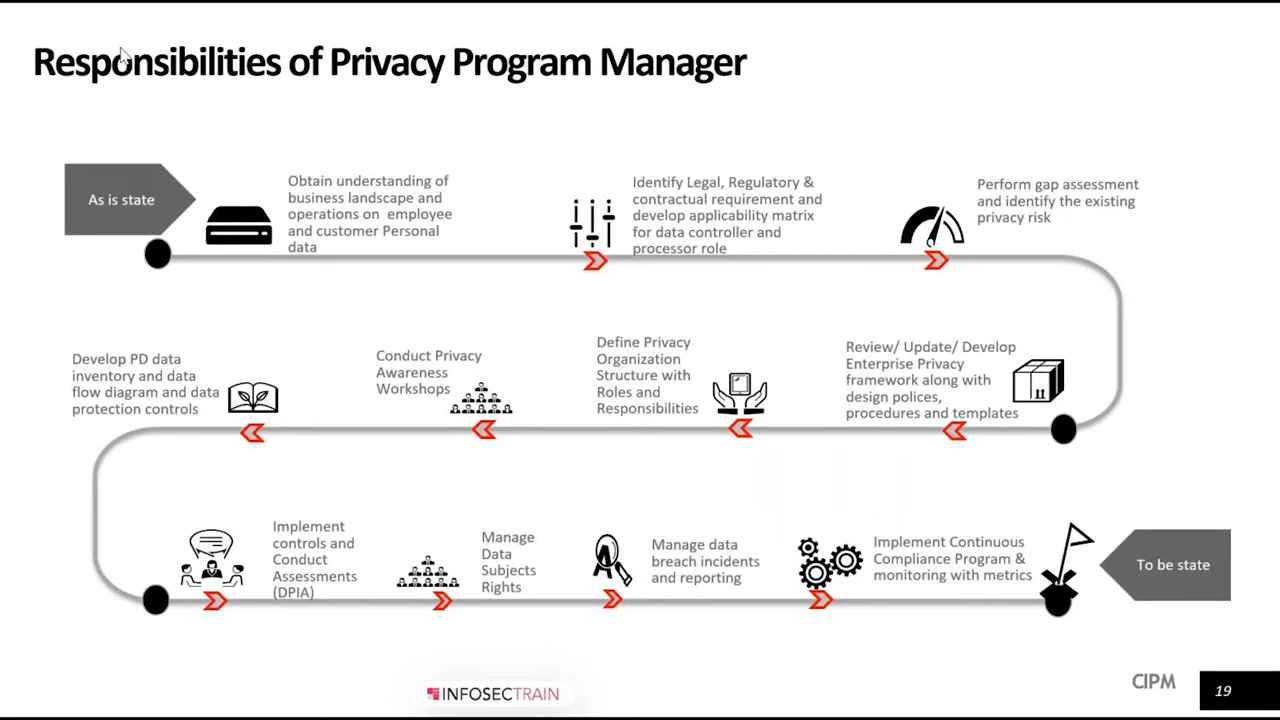 Responsibilities of Privacy Program Manager
As is state
Obtain understanding of
business landscape and
operations on employee
and customer Personal
data
Identify Legal, Regulatory &
contractual requirement and
develop applicability matrix
for data controller and
processor role
Perform gap assessment
and identify the existing
privacy risk
Develop PD data
inventory and data
flow diagram and data
protection controls
Conduct Privacy
Awareness
Workshops
Define Privacy
Organization
Structure with
Roles and
Responsibilities
Review/ Update/ Develop
Enterprise Privacy
framework along with
design polices,
procedures and templates
Implement
controls and
Conduct
Assessments
(DPIA)
Manage
Data
Subjects
Rights
Manage data
breach incidents
and reporting
Implement Continuous
Compliance Program &
monitoring with metrics
To be state
INFOSECTRAIN
CIPM
19